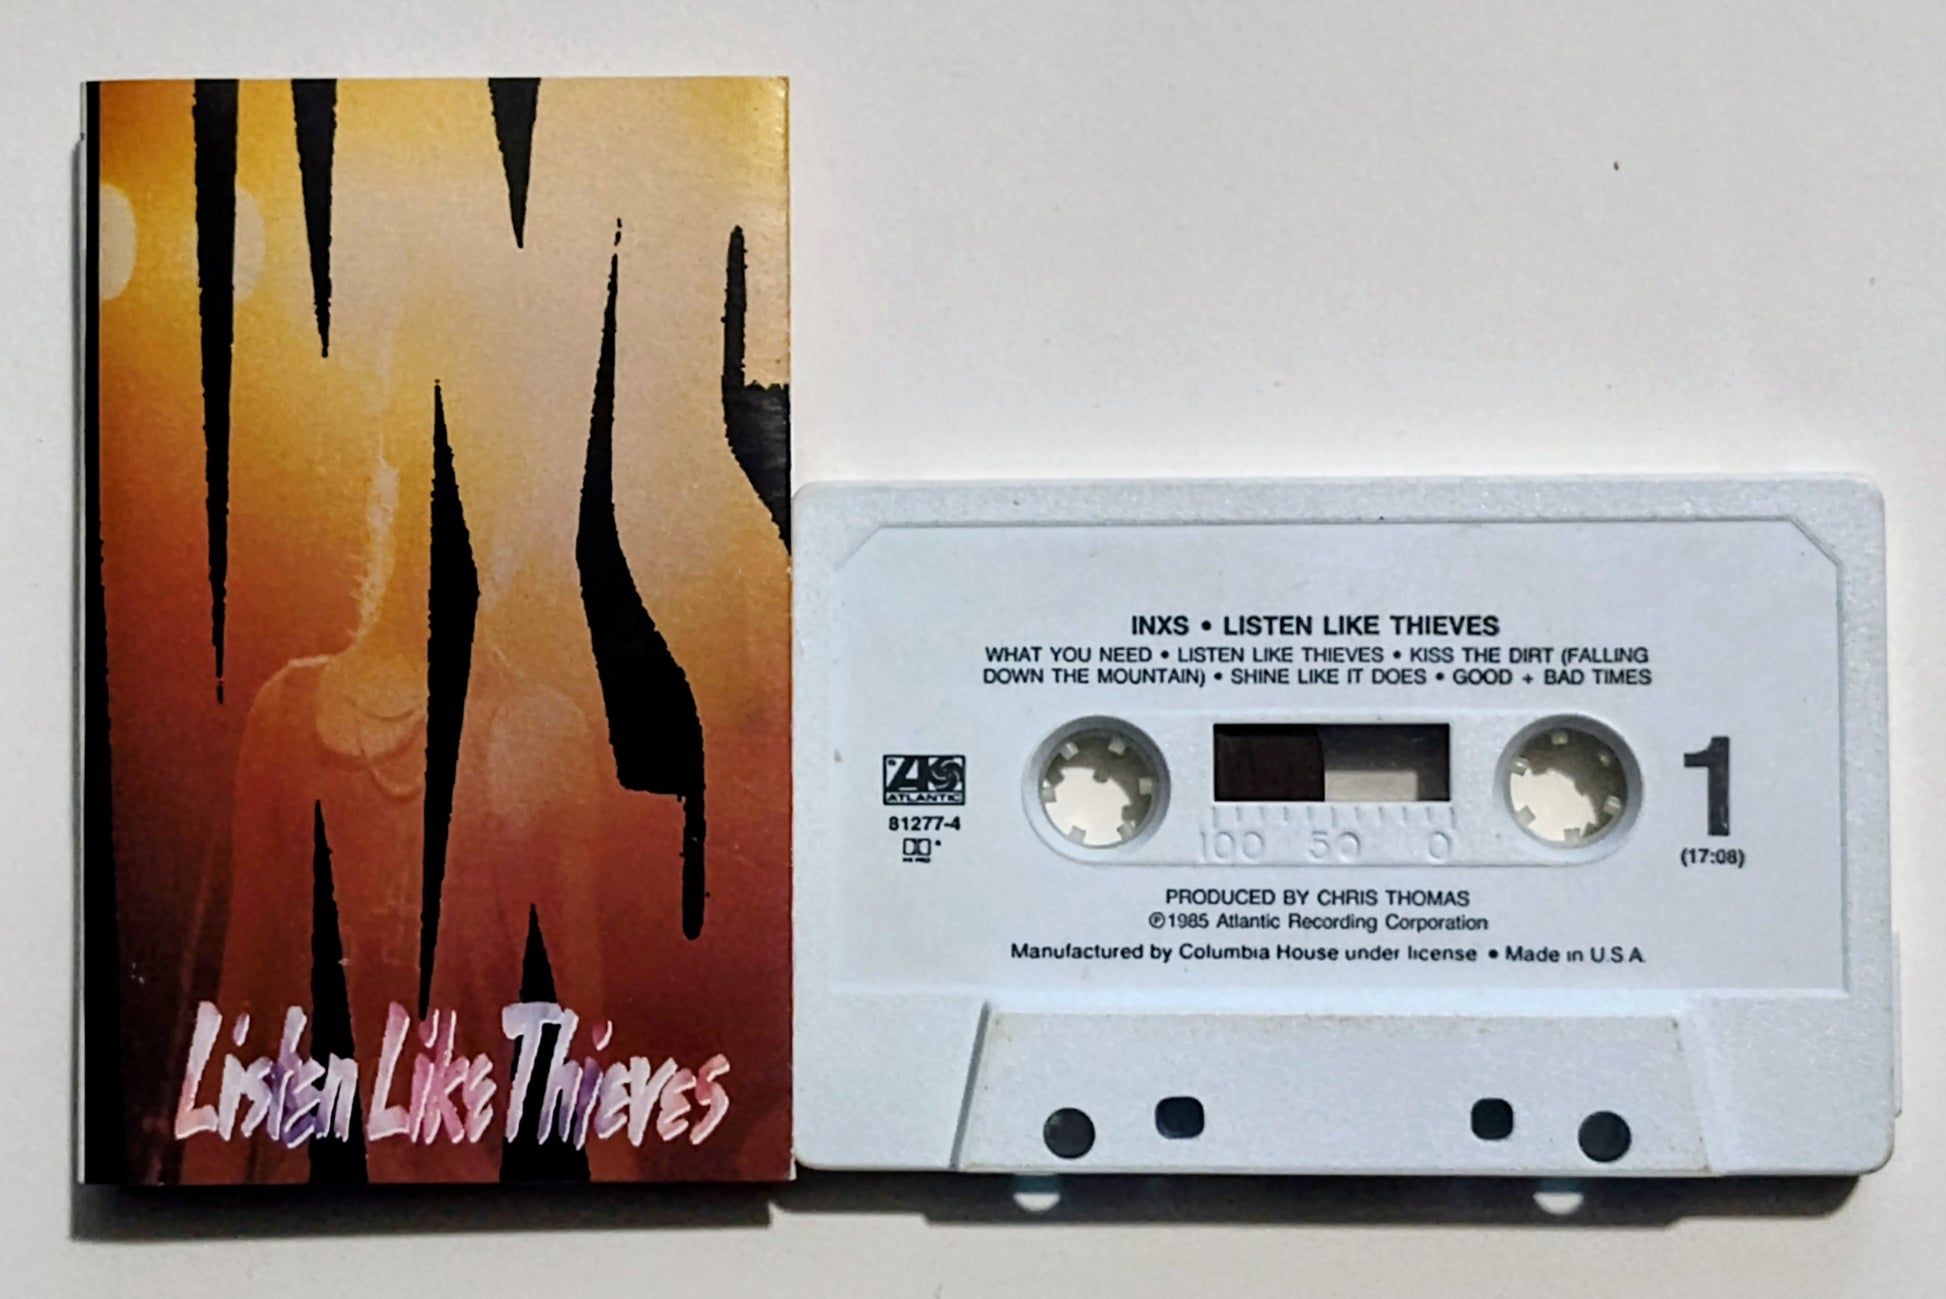 Listen Like Thieves
INXS • LISTEN LIKE THIEVES
WHAT YOU NEED • LISTEN LIKE THIEVES • KISS THE DIRT (FALLING
DOWN THE MOUNTAIN) • SHINE LIKE IT DOES • GOOD + BAD TIMES
ATLANTIC
81277-4
1
(17:08)
100 50 0
PRODUCED BY CHRIS THOMAS
℗1985 Atlantic Recording Corporation
Manufactured by Columbia House under license • Made in U.S.A.